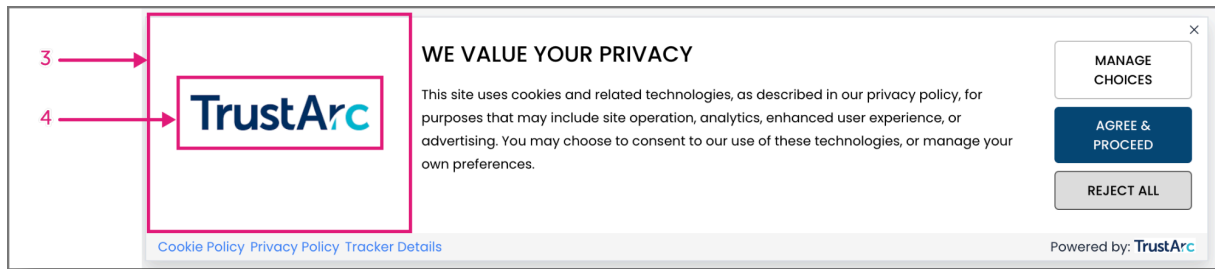 3
4
TrustArc
WE VALUE YOUR PRIVACY
This site uses cookies and related technologies, as described in our privacy policy, for
purposes that may include site operation, analytics, enhanced user experience, or
advertising. You may choose to consent to our use of these technologies, or manage your
own preferences.
×
MANAGE
CHOICES
AGREE &
PROCEED
REJECT ALL
Cookie Policy Privacy Policy Tracker Details
Powered by: TrustArc